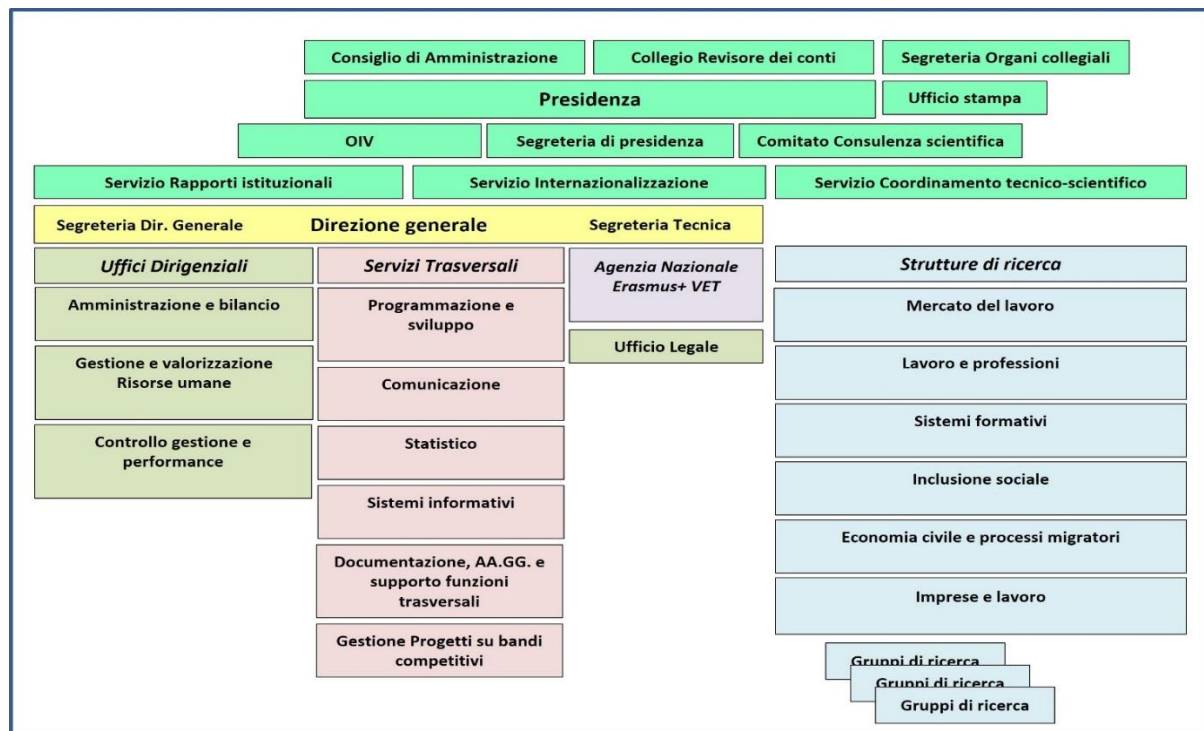 Consiglio di Amministrazione
Collegio Revisore dei conti
Segreteria Organi collegiali
Presidenza
Ufficio stampa
OIV
Segreteria di presidenza
Comitato Consulenza scientifica
Servizio Rapporti istituzionali
Servizio Internazionalizzazione
Servizio Coordinamento tecnico-scientifico
Segreteria Dir. Generale
Direzione generale
Segreteria Tecnica
Uffici Dirigenziali
Amministrazione e bilancio
Gestione e valorizzazione
Risorse umane
Controllo gestione e
performance
Servizi Trasversali
Programmazione e
sviluppo
Comunicazione
Statistico
Sistemi informativi
Documentazione, AA.GG. e
supporto funzioni
trasversali
Gestione Progetti su bandi
competitivi
Agenzia Nazionale
Erasmus+ VET
Ufficio Legale
Strutture di ricerca
Mercato del lavoro
Lavoro e professioni
Sistemi formativi
Inclusione sociale
Economia civile e processi migratori
Imprese e lavoro
Gruppi di ricerca
Gruppi di ricerca
Gruppi di ricerca